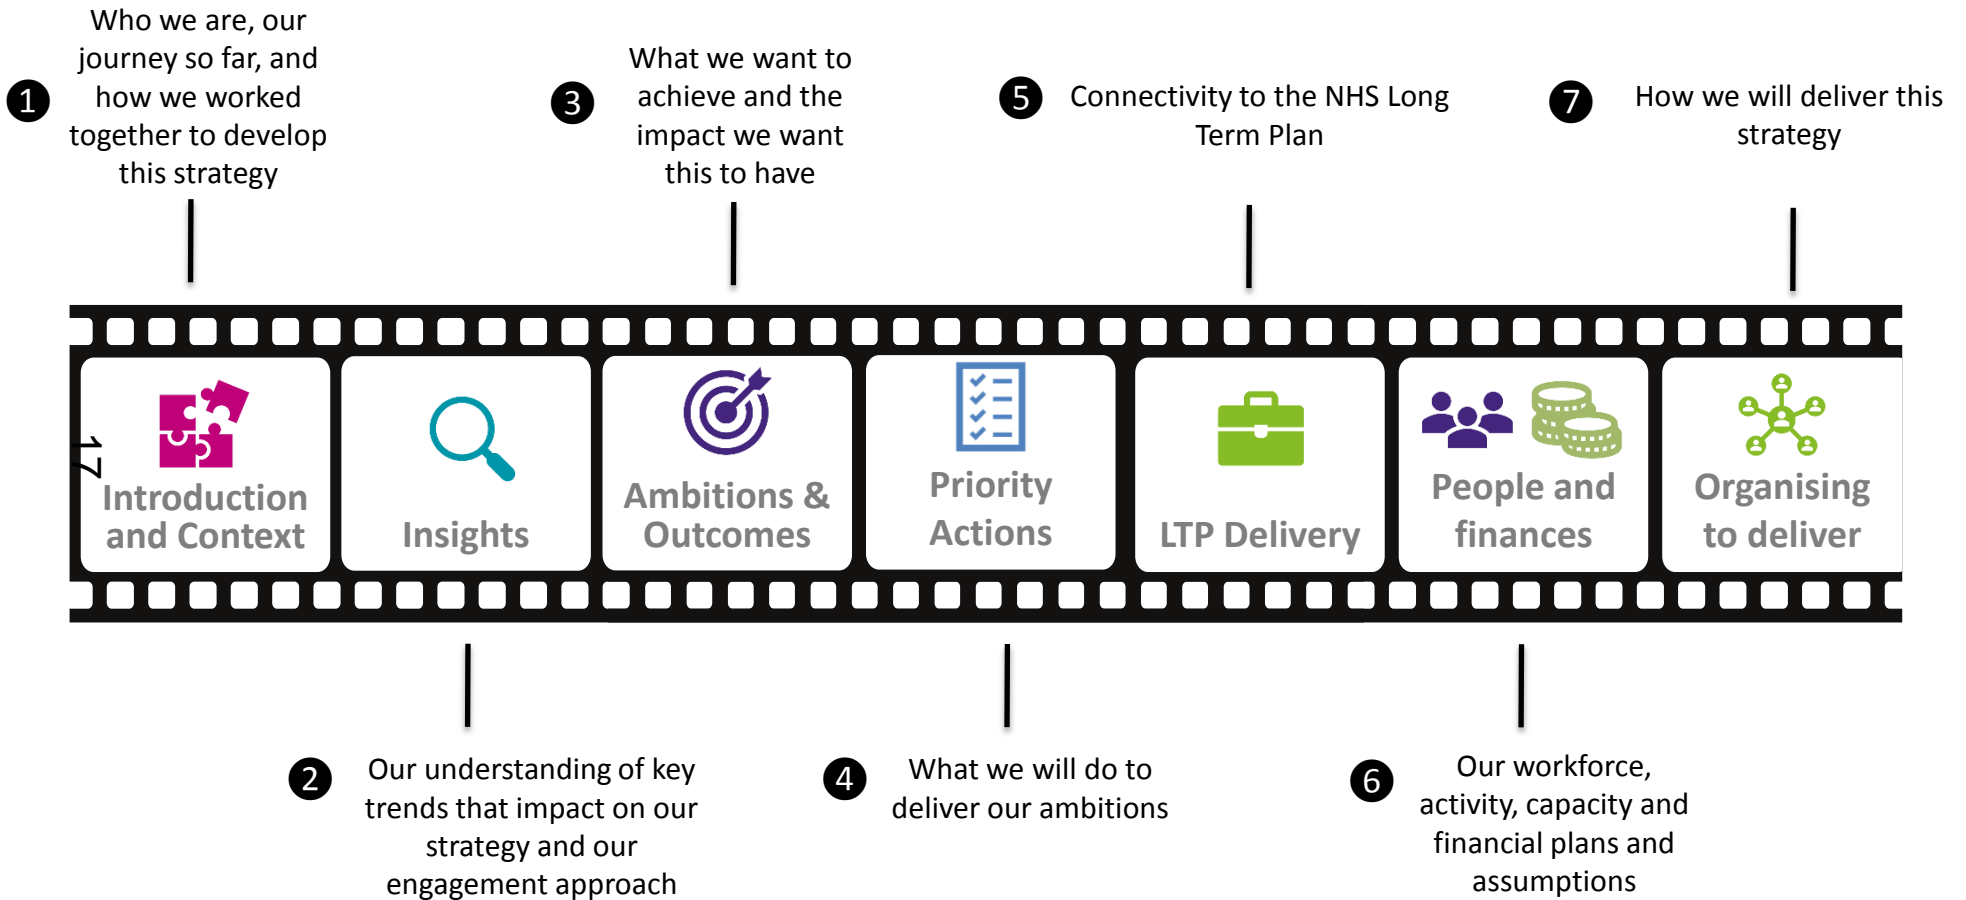 1
Who we are, our
journey so far, and
how we worked
together to develop
this strategy
3
What we want to
achieve and the
impact we want
this to have
5
Connectivity to the NHS Long
Term Plan
7
How we will deliver this
strategy
17
Introduction
and Context
Insights
Ambitions &
Outcomes
Priority
Actions
LTP Delivery
People and
finances
Organising
to deliver
2
Our understanding of key
trends that impact on our
strategy and our
engagement approach
4
What we will do to
deliver our ambitions
6
Our workforce,
activity, capacity and
financial plans and
assumptions